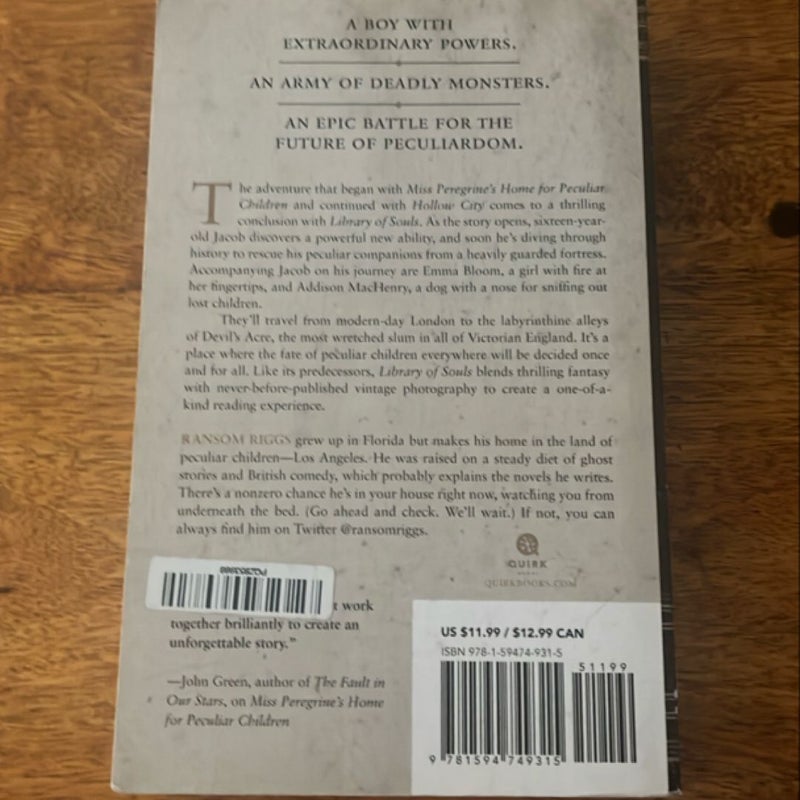 A BOY WITH
EXTRAORDINARY POWERS.
AN ARMY OF DEADLY MONSTERS.
AN EPIC BATTLE FOR THE
FUTURE OF PECULIARDOM.
The adventure that began with Miss Peregrine's Home for Peculiar
Children and continued with Hollow City comes to a thrilling
conclusion with Library of Souls. As the story opens, sixteen-year-
old Jacob discovers a powerful new ability, and soon he's diving through
history to rescue his peculiar companions from a heavily guarded fortress.
Accompanying Jacob on his journey are Emma Bloom, a girl with fire at
her fingertips, and Addison MacHenry, a dog with a nose for sniffing out
lost children.
They'll travel from modern-day London to the labyrinthine alleys
of Devil's Acre, the most wretched slum in all of Victorian England. It's a
place where the fate of peculiar children everywhere will be decided once
and for all. Like its predecessors, Library of Souls blends thrilling fantasy
with never-before-published vintage photography to create a one-of-a-
kind reading experience.
RANSOM RIGGS grew up in Florida but makes his home in the land of
peculiar children—Los Angeles. He was raised on a steady diet of ghost
stories and British comedy, which probably explains the novels he writes.
There's a nonzero chance he's in your house right now, watching you from
underneath the bed. (Go ahead and check. We'll wait.) If not, you can
always find him on Twitter @ransomriggs.
QUIRK
QUIRKBOOKS.COM
work
together brilliantly to create an
unforgettable story."
—John Green, author of The Fault in
Our Stars, on Miss Peregrine's Home
for Peculiar Children
US $11.99 / $12.99 CAN
ISBN 978-1-59474-931-5
51199
9 781594 749315